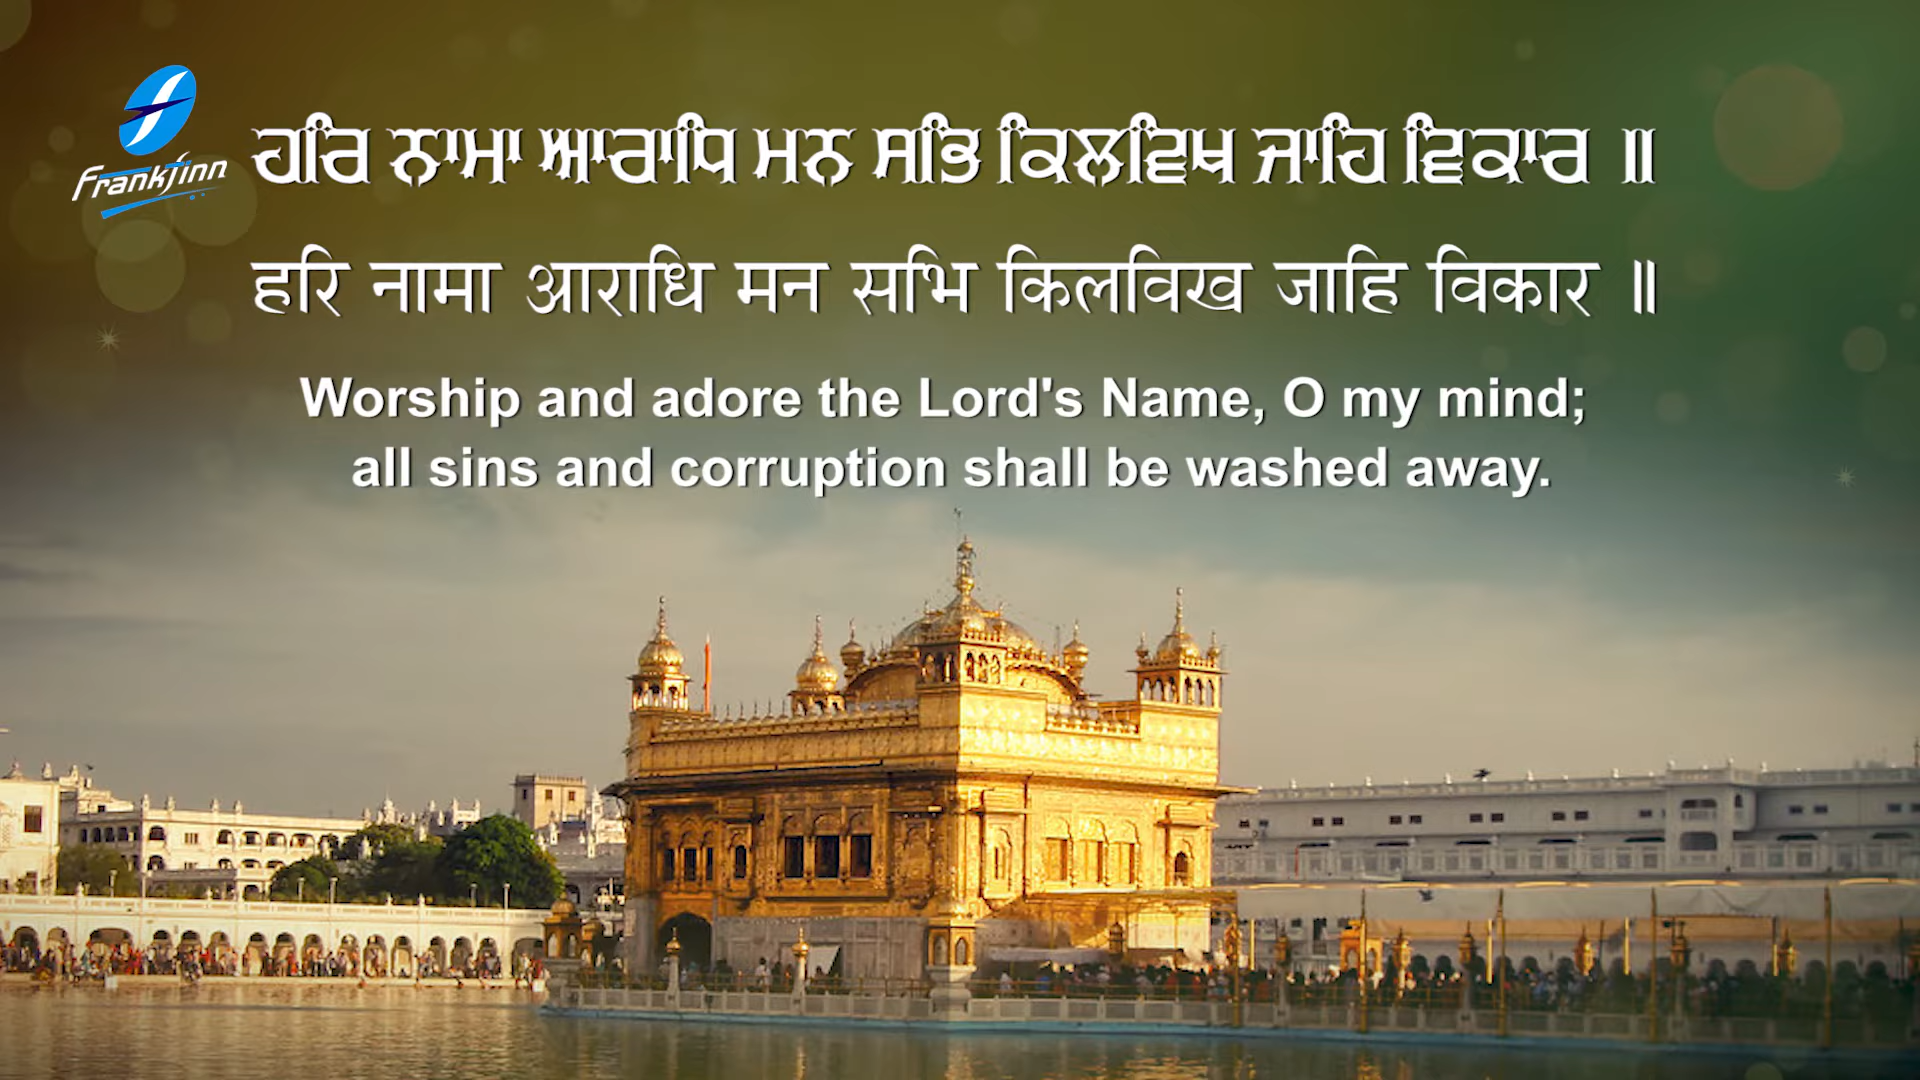 Frankfinn
ਹਰਿ ਨਾਮਾ ਆਰਾਧਿ ਮਨ ਸਭਿ ਕਿਲਵਿਖ ਜਾਹਿ ਵਿਕਾਰ ॥
हरि नामा आराधि मन सभि किलविख जाहि विकार ॥
Worship and adore the Lord's Name, O my mind;
all sins and corruption shall be washed away.